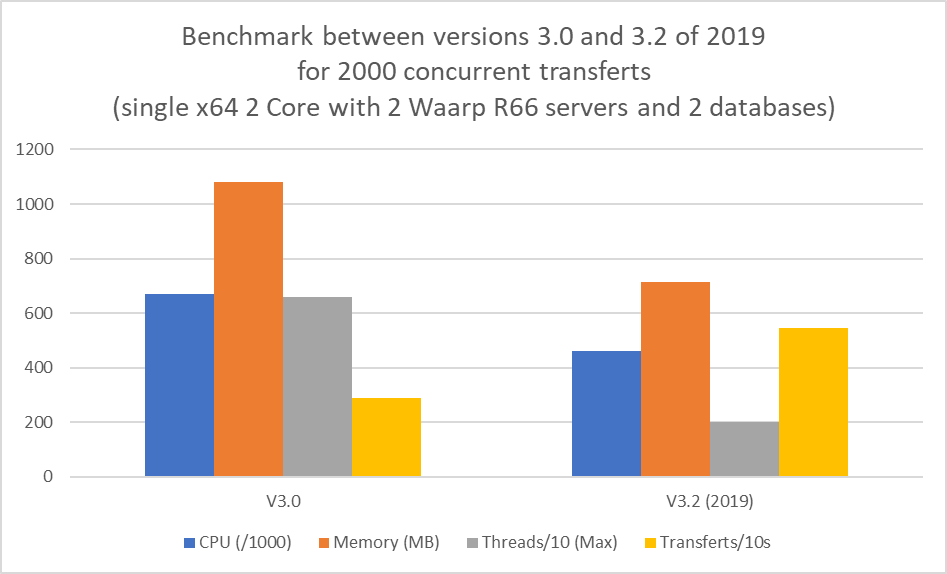 Benchmark between versions 3.0 and 3.2 of 2019
for 2000 concurrent transferts
(single x64 2 Core with 2 Waarp R66 servers and 2 databases)
1200
1000
800
600
400
200
0
V3.0 V3.2 (2019)
CPU (/1000) Memory (MB) Threads/10 (Max) Transferts/10s